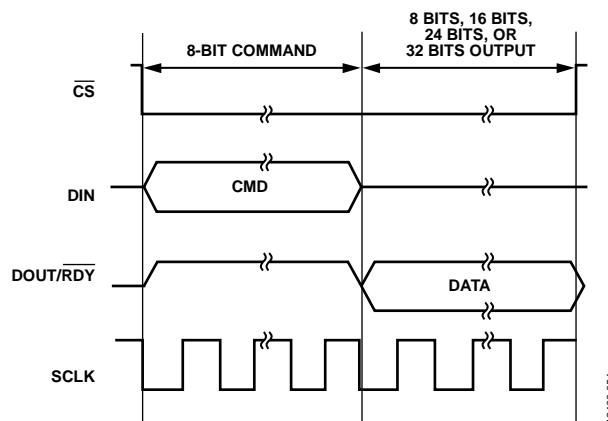 8 BITS, 16 BITS,
24 BITS, OR
32 BITS OUTPUT
8-BIT COMMAND
CS
DIN
CMD
DOUT/RDY
DATA
SCLK